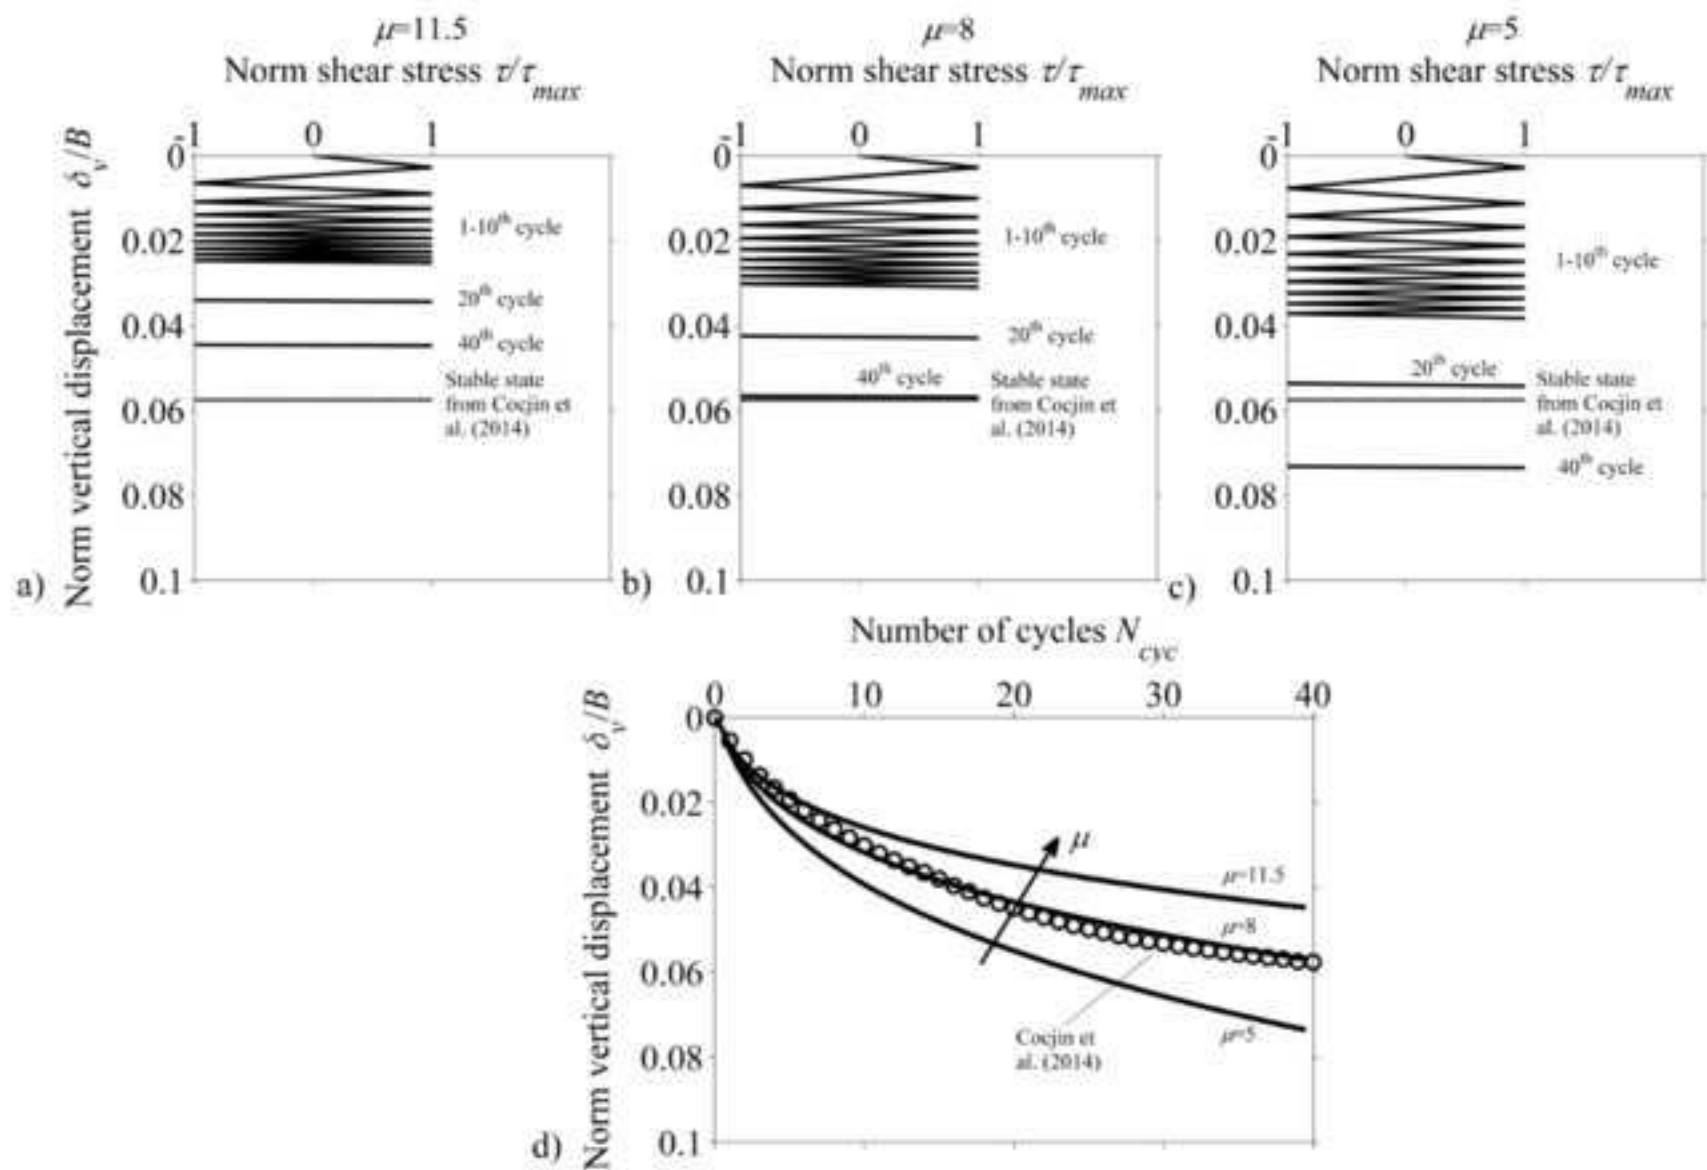 μ=11.5
Norm shear stress τ/τmax
-1 0 1
Norm vertical displacement δv/B
0
0.02
0.04
0.06
0.08
0.1
1-10th cycle
20th cycle
40th cycle
Stable state
from Cocjin et
al. (2014)
a)
μ=8
Norm shear stress τ/τmax
-1 0 1
0
0.02
0.04
0.06
0.08
0.1
1-10th cycle
20th cycle
40th cycle
Stable state
from Cocjin et
al. (2014)
b)
μ=5
Norm shear stress τ/τmax
-1 0 1
0
0.02
0.04
0.06
0.08
0.1
1-10th cycle
20th cycle
Stable state
from Cocjin et
al. (2014)
40th cycle
c)
Number of cycles Ncyc
0 10 20 30 40
Norm vertical displacement δv/B
0
0.02
0.04
0.06
0.08
0.1
μ
μ=11.5
μ=8
μ=5
Cocjin et
al. (2014)
d)